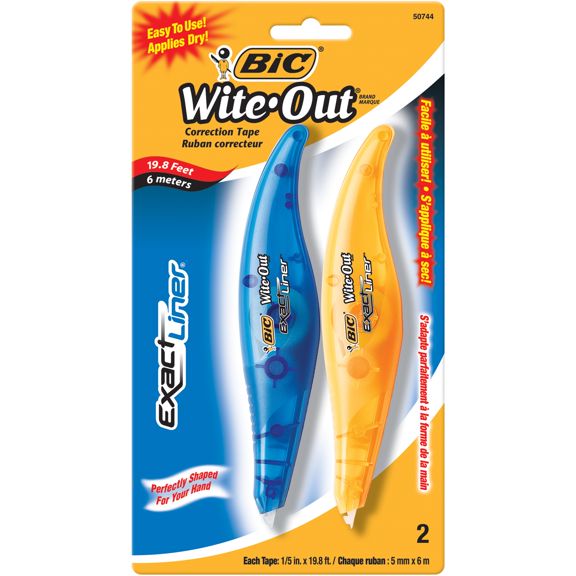 Easy To Use!
Applies Dry!
50744
BIC
Wite•Out
BRAND
MARQUE
Correction Tape
Ruban correcteur
19.8 Feet
6 meters
Facile à utiliser! • S'applique à sec!
S'adapte parfaitement à la forme de la main
Exact Liner®
BIC Wite•Out
Exact Liner
BIC Wite•Out
Exact Liner
Perfectly Shaped
For Your Hand
2
Each Tape: 1/5 in. x 19.8 ft. / Chaque ruban : 5 mm x 6 m